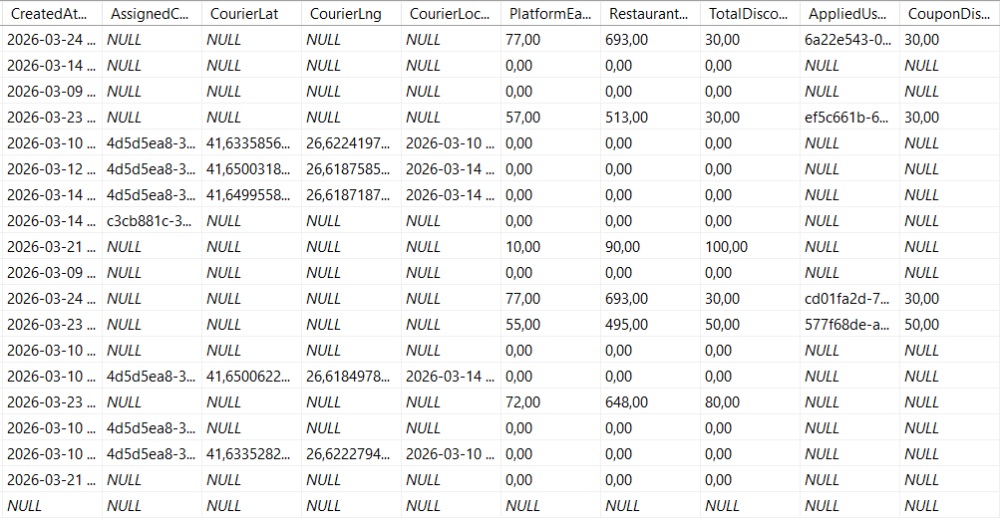 CreatedAt... AssignedC... CourierLat CourierLng CourierLoc... PlatformEa... Restaurant... TotalDisco... AppliedUs... CouponDis...
2026-03-24 ... NULL NULL NULL NULL 77,00 693,00 30,00 6a22e543-0... 30,00
2026-03-14 ... NULL NULL NULL NULL 0,00 0,00 0,00 NULL NULL
2026-03-09 ... NULL NULL NULL NULL 0,00 0,00 0,00 NULL NULL
2026-03-23 ... NULL NULL NULL NULL 57,00 513,00 30,00 ef5c661b-6... 30,00
2026-03-10 ... 4d5d5ea8-3... 41,6335856... 26,6224197... 2026-03-10 ... 0,00 0,00 0,00 NULL NULL
2026-03-12 ... 4d5d5ea8-3... 41,6500318... 26,6187585... 2026-03-14 ... 0,00 0,00 0,00 NULL NULL
2026-03-14 ... 4d5d5ea8-3... 41,6499558... 26,6187187... 2026-03-14 ... 0,00 0,00 0,00 NULL NULL
2026-03-14 ... c3cb881c-3... NULL NULL NULL 0,00 0,00 0,00 NULL NULL
2026-03-21 ... NULL NULL NULL NULL 10,00 90,00 100,00 NULL NULL
2026-03-09 ... NULL NULL NULL NULL 0,00 0,00 0,00 NULL NULL
2026-03-24 ... NULL NULL NULL NULL 77,00 693,00 30,00 cd01fa2d-7... 30,00
2026-03-23 ... NULL NULL NULL NULL 55,00 495,00 50,00 577f68de-a... 50,00
2026-03-10 ... NULL NULL NULL NULL 0,00 0,00 0,00 NULL NULL
2026-03-10 ... 4d5d5ea8-3... 41,6500622... 26,6184978... 2026-03-14 ... 0,00 0,00 0,00 NULL NULL
2026-03-23 ... NULL NULL NULL NULL 72,00 648,00 80,00 NULL NULL
2026-03-10 ... 4d5d5ea8-3... NULL NULL NULL 0,00 0,00 0,00 NULL NULL
2026-03-10 ... 4d5d5ea8-3... 41,6335282... 26,6222794... 2026-03-10 ... 0,00 0,00 0,00 NULL NULL
2026-03-21 ... NULL NULL NULL NULL 0,00 0,00 0,00 NULL NULL
NULL NULL NULL NULL NULL NULL NULL NULL NULL NULL